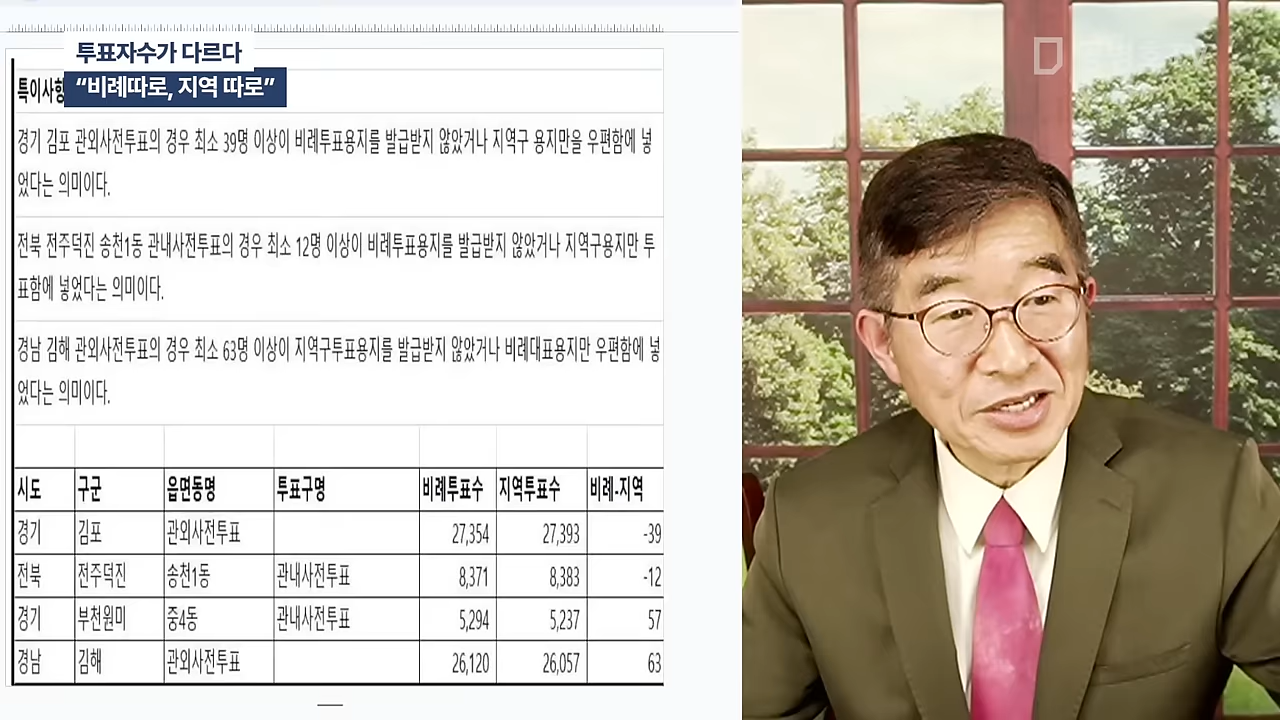 투표자수가 다르다
“비례따로, 지역 따로”
특이사항
경기 김포 관외사전투표의 경우 최소 39명 이상이 비례투표용지를 발급받지 않았거나 지역구 용지만을 우편함에 넣
었다는 의미이다.
전북 전주덕진 송천1동 관내사전투표의 경우 최소 12명 이상이 비례투표용지를 발급받지 않았거나 지역구용지만 투
표함에 넣었다는 의미이다.
경남 김해 관외사전투표의 경우 최소 63명 이상이 지역구투표용지를 발급받지 않았거나 비례대표용지만 우편함에 넣
었다는 의미이다.
시도 구군 읍면동명 투표구명 비례투표수 지역투표수 비례-지역
경기 김포 관외사전투표 27,354 27,393 -39
전북 전주덕진 송천1동 관내사전투표 8,371 8,383 -12
경기 부천원미 중4동 관내사전투표 5,294 5,237 57
경남 김해 관외사전투표 26,120 26,057 63